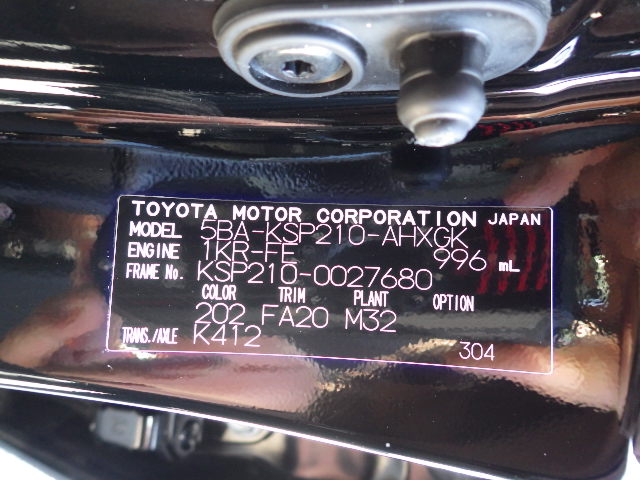 TOYOTA MOTOR CORPORATION JAPAN
MODEL 5BA-KSP210-AHXGK
ENGINE 1KR-FE 996 mL
FRAME No. KSP210-0027680
COLOR TRIM PLANT OPTION
202 FA20 M32
TRANS./AXLE K412
304